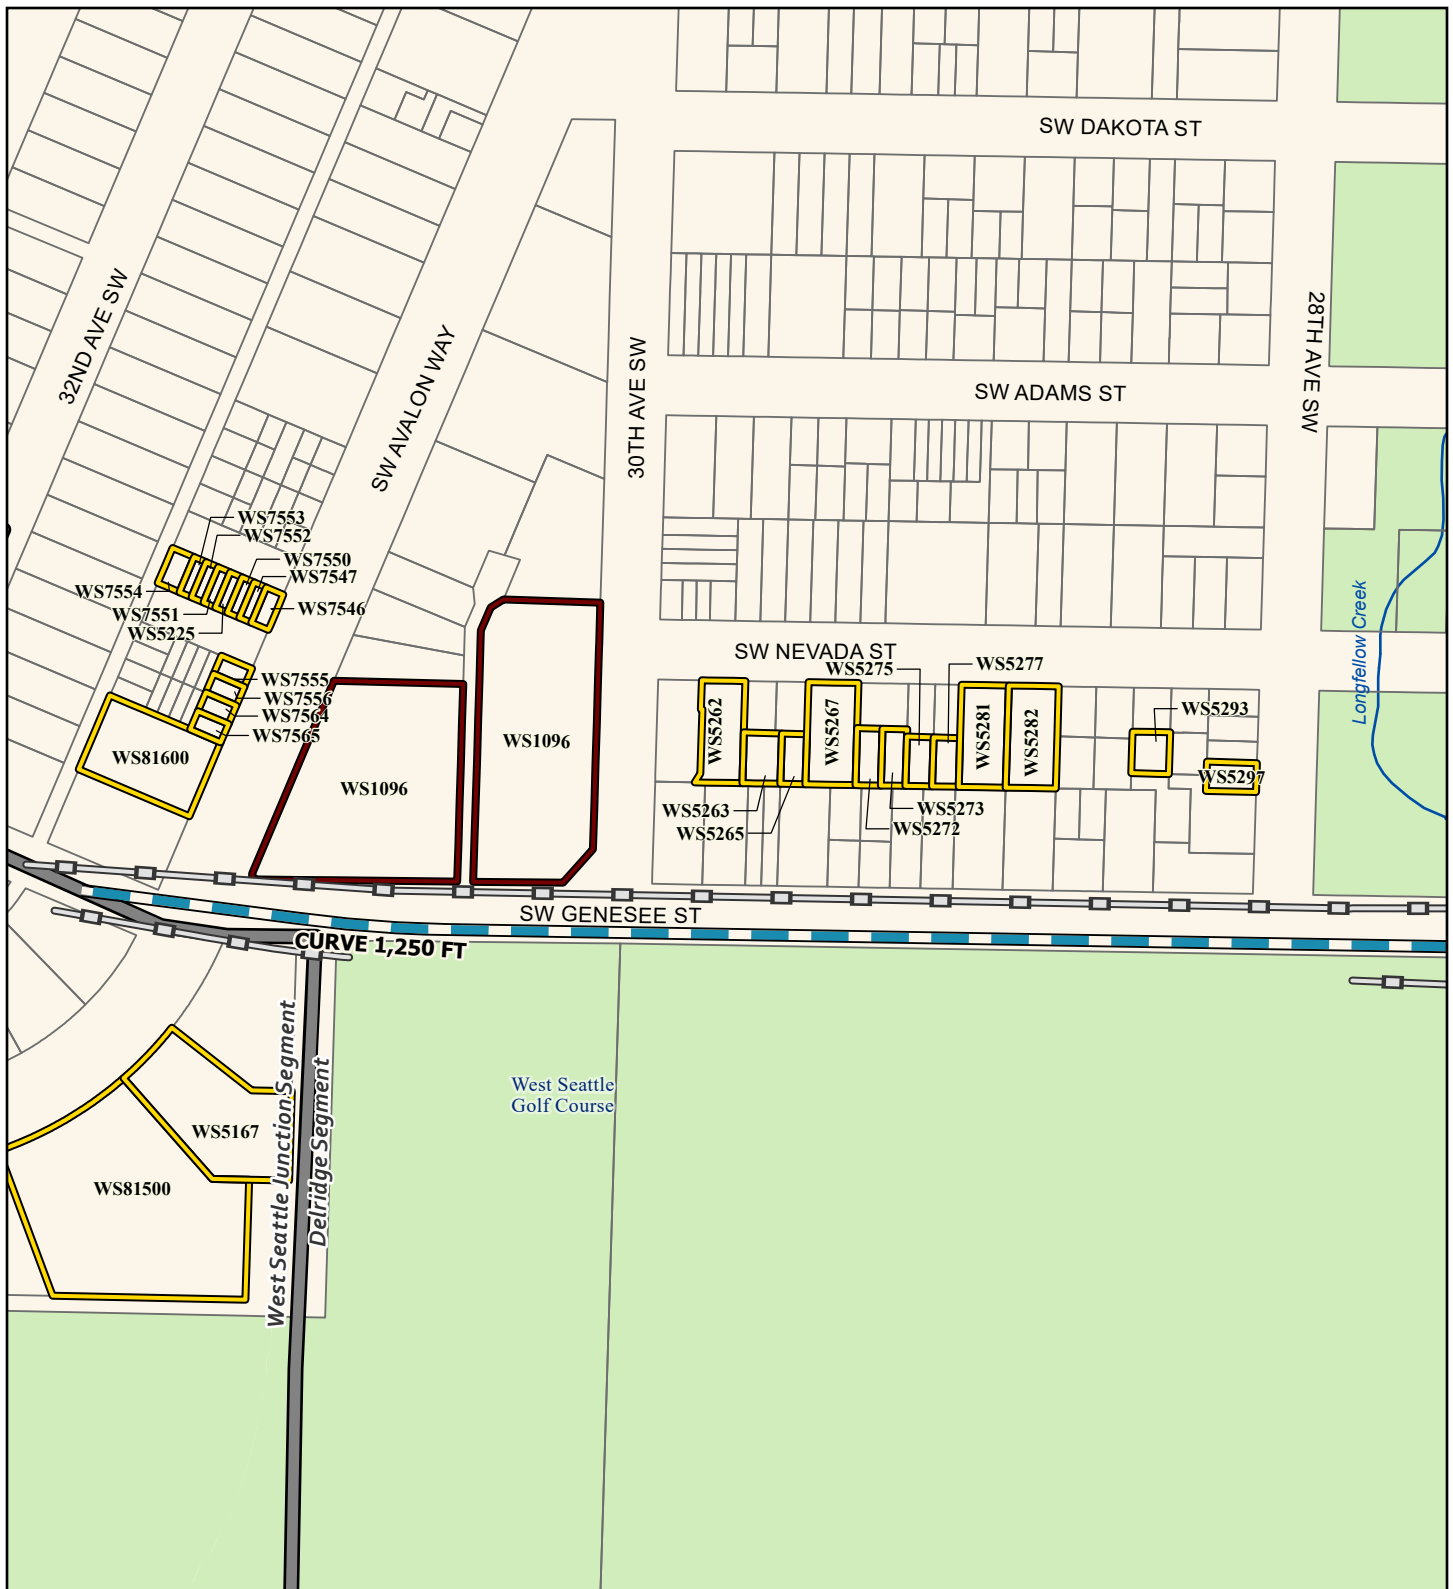 SW DAKOTA ST
32ND AVE SW
28TH AVE SW
SW AVALON WAY
30TH AVE SW
SW ADAMS ST
WS7553
WS7552
WS7550
WS7547
WS7554
WS7546
WS7551
WS5225
Longfellow Creek
SW NEVADA ST
WS5275
WS5277
WS7555
WS7556
WS7564
WS7565
WS81600
WS1096
WS1096
WS5262
WS5267
WS5281
WS5282
WS5293
WS5297
WS5263
WS5265
WS5273
WS5272
SW GENESEE ST
CURVE 1,250 FT
West Seattle Junction Segment
Delridge Segment
West Seattle
Golf Course
WS5167
WS81500